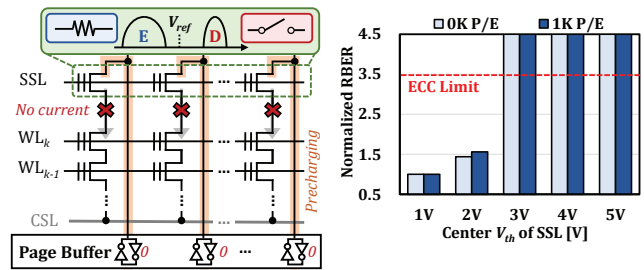 E
V_ref
D
SSL
No current
WL_k
WL_k-1
CSL
Precharging
Page Buffer
0
0
...
0
0K P/E
1K P/E
Normalized RBER
4.5
3.5
2.5
1.5
0.5
ECC Limit
1V
2V
3V
4V
5V
Center V_th of SSL [V]